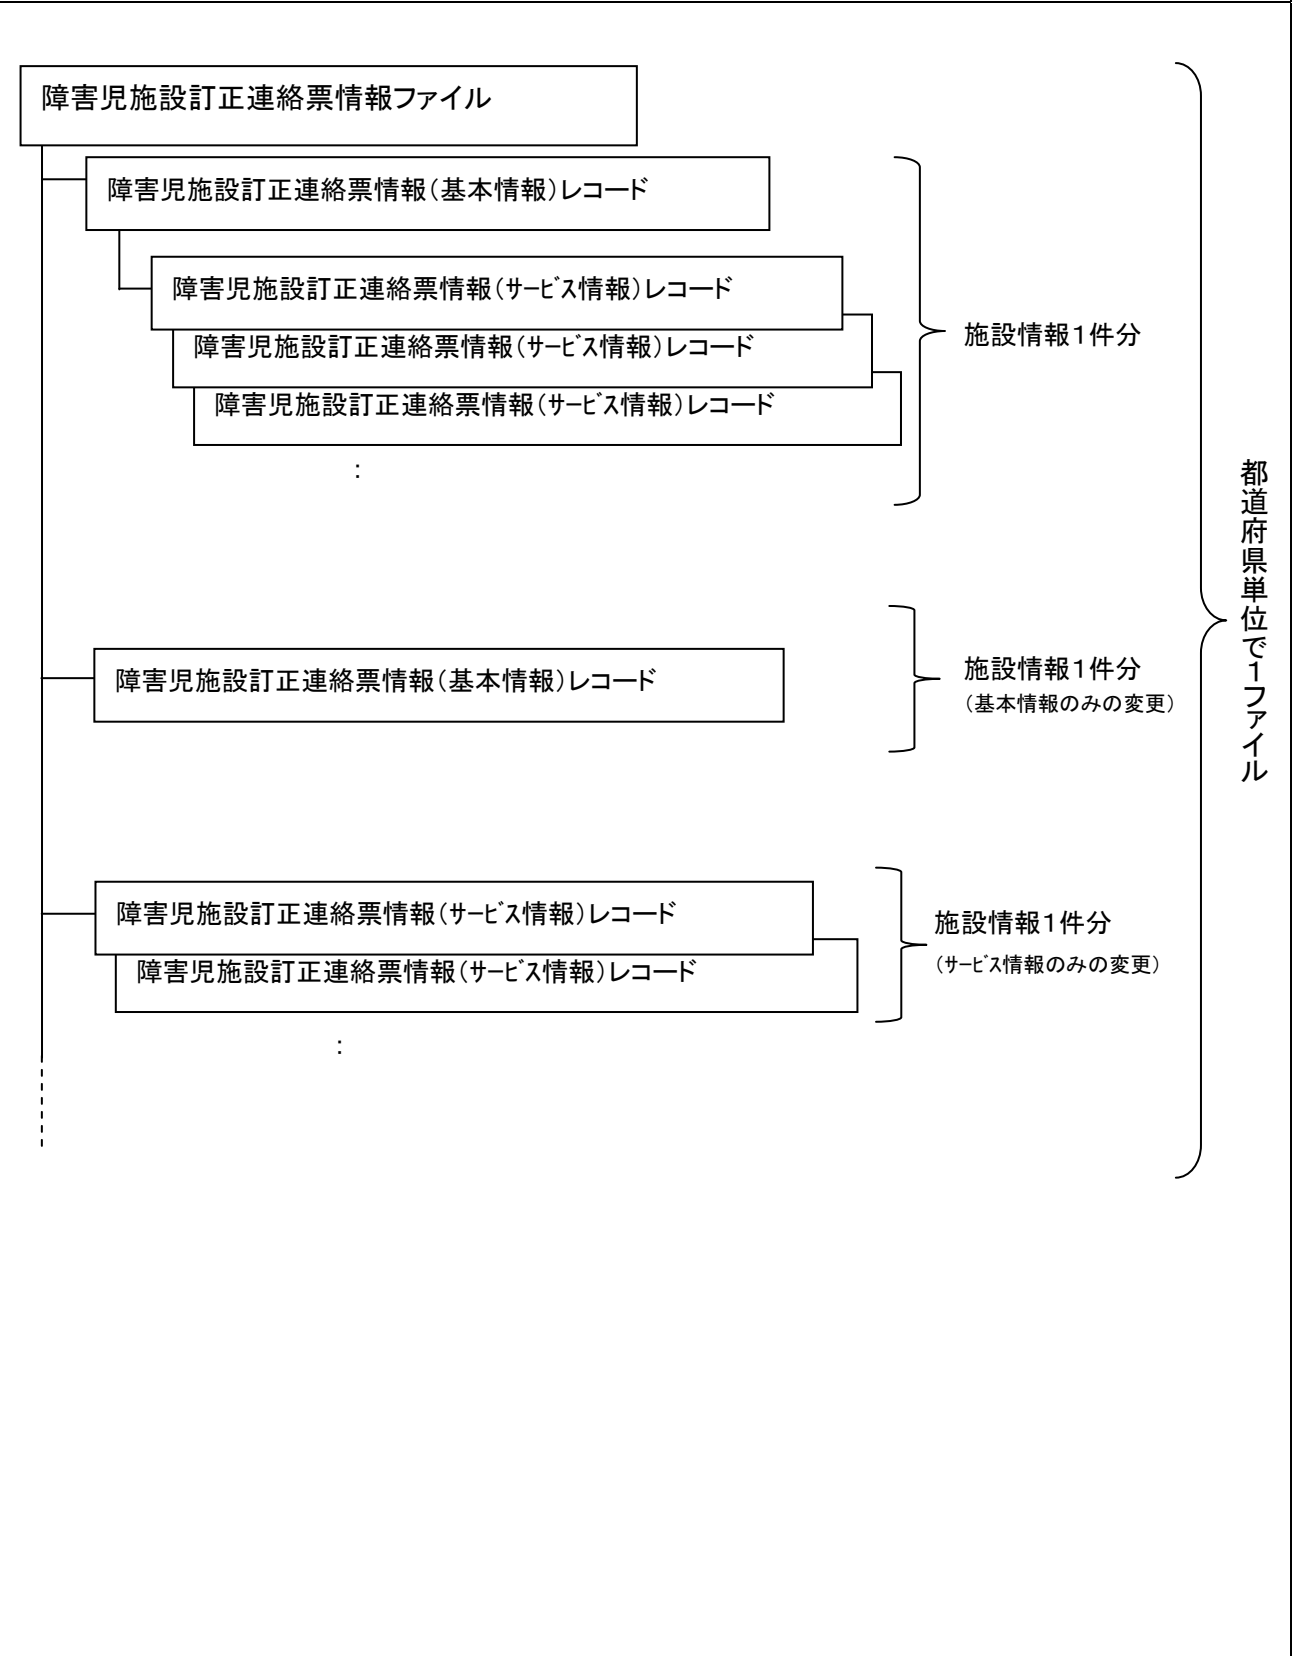 障害児施設訂正連絡票情報ファイル
障害児施設訂正連絡票情報（基本情報）レコード
障害児施設訂正連絡票情報（ｻｰﾋﾞｽ情報）レコード
障害児施設訂正連絡票情報（ｻｰﾋﾞｽ情報）レコード
障害児施設訂正連絡票情報（ｻｰﾋﾞｽ情報）レコード
：
施設情報１件分
障害児施設訂正連絡票情報（基本情報）レコード
施設情報１件分
（基本情報のみの変更）
障害児施設訂正連絡票情報（ｻｰﾋﾞｽ情報）レコード
障害児施設訂正連絡票情報（ｻｰﾋﾞｽ情報）レコード
：
施設情報１件分
（ｻｰﾋﾞｽ情報のみの変更）
都道府県単位で１ファイル